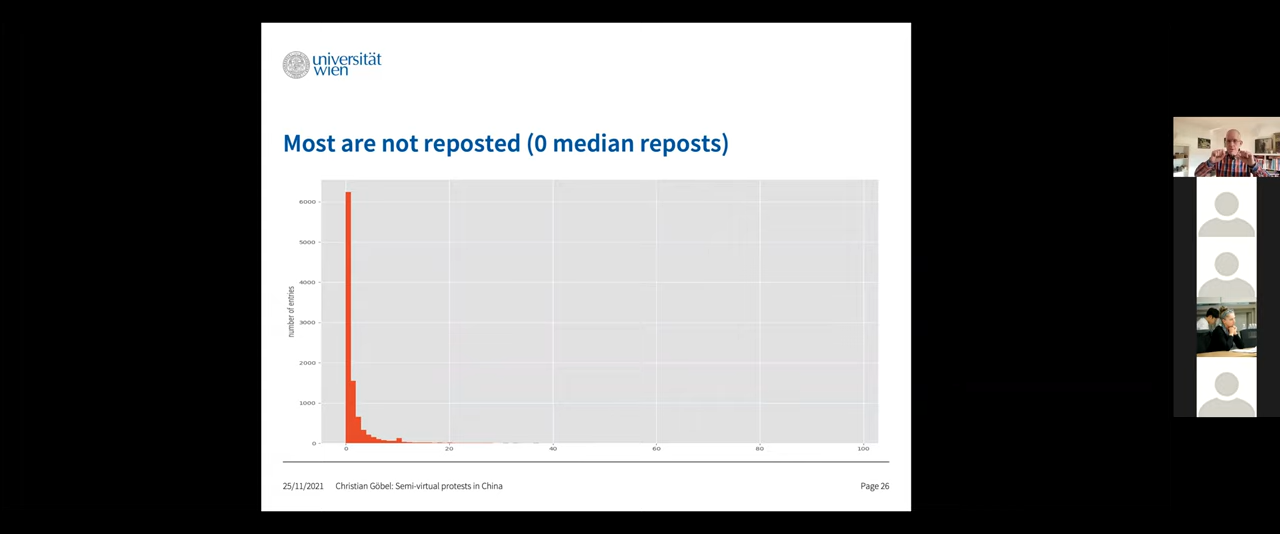 universität
wien
Most are not reposted (0 median reposts)
number of entries
6000
5000
4000
3000
2000
1000
0
0 20 40 60 80 100
25/11/2021 Christian Göbel: Semi-virtual protests in China Page 26